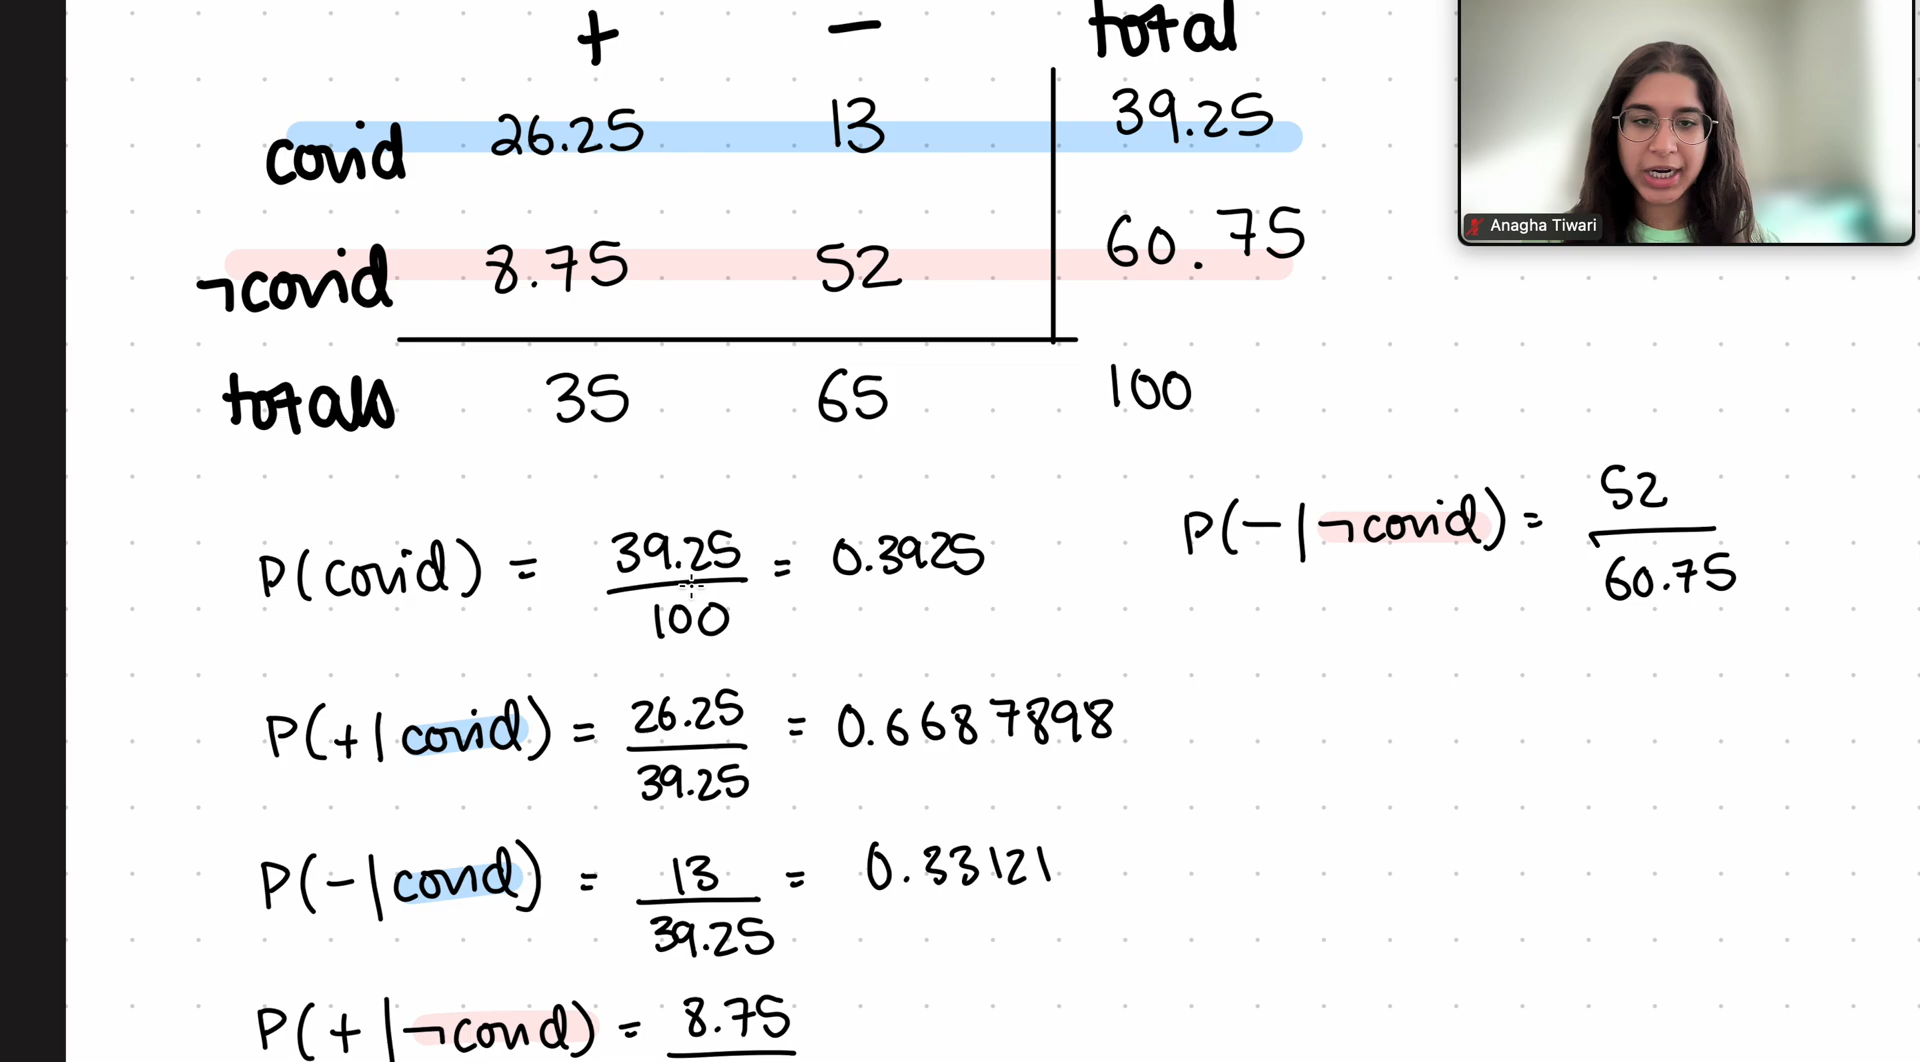 + − total
covid 26.25 13 39.25
¬covid 8.75 52 60.75
totals 35 65 100
P(covid) = 39.25 / 100 = 0.3925
P(+|covid) = 26.25 / 39.25 = 0.6687898
P(−|covid) = 13 / 39.25 = 0.33121
P(+|¬covid) = 8.75
P(−|¬covid) = 52 / 60.75
Anagha Tiwari